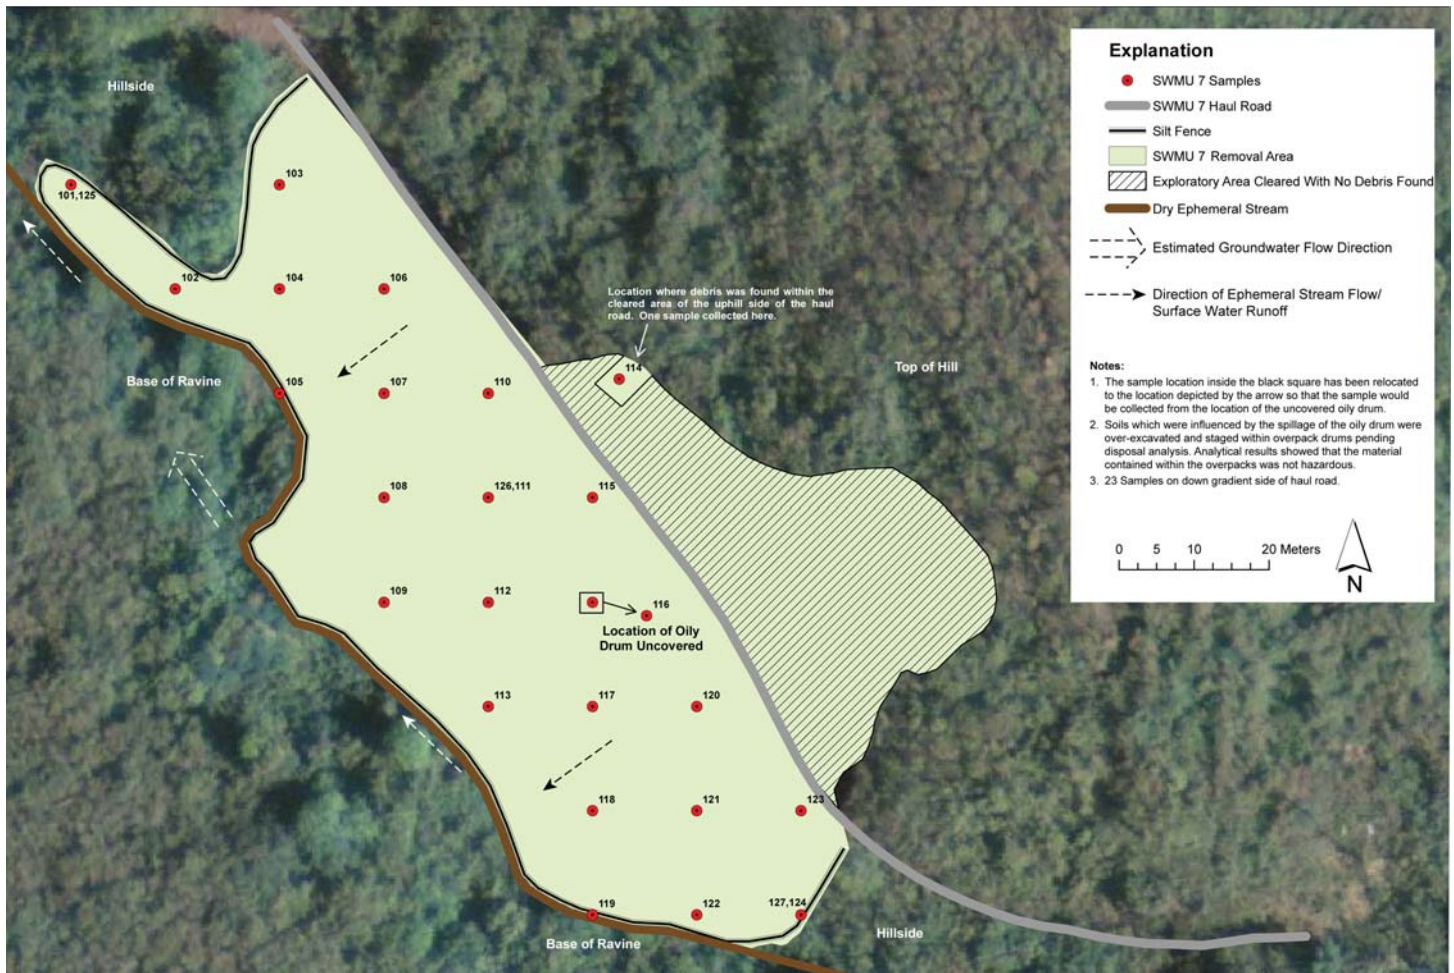 Hillside
103
101,125
102
104
106
Location where debris was found within the
cleared area of the uphill side of the haul
road. One sample collected here.
114
Top of Hill
Base of Ravine
105
107
110
108
126,111
115
109
112
116
Location of Oily
Drum Uncovered
113
117
120
118
121
123
119
122
127,124
Base of Ravine
Hillside
Explanation
SWMU 7 Samples
SWMU 7 Haul Road
Silt Fence
SWMU 7 Removal Area
Exploratory Area Cleared With No Debris Found
Dry Ephemeral Stream
Estimated Groundwater Flow Direction
Direction of Ephemeral Stream Flow/
Surface Water Runoff
Notes:
1. The sample location inside the black square has been relocated
to the location depicted by the arrow so that the sample would
be collected from the location of the uncovered oily drum.
2. Soils which were influenced by the spillage of the oily drum were
over-excavated and staged within overpack drums pending
disposal analysis. Analytical results showed that the material
contained within the overpacks was not hazardous.
3. 23 Samples on down gradient side of haul road.
0 5 10 20 Meters
N